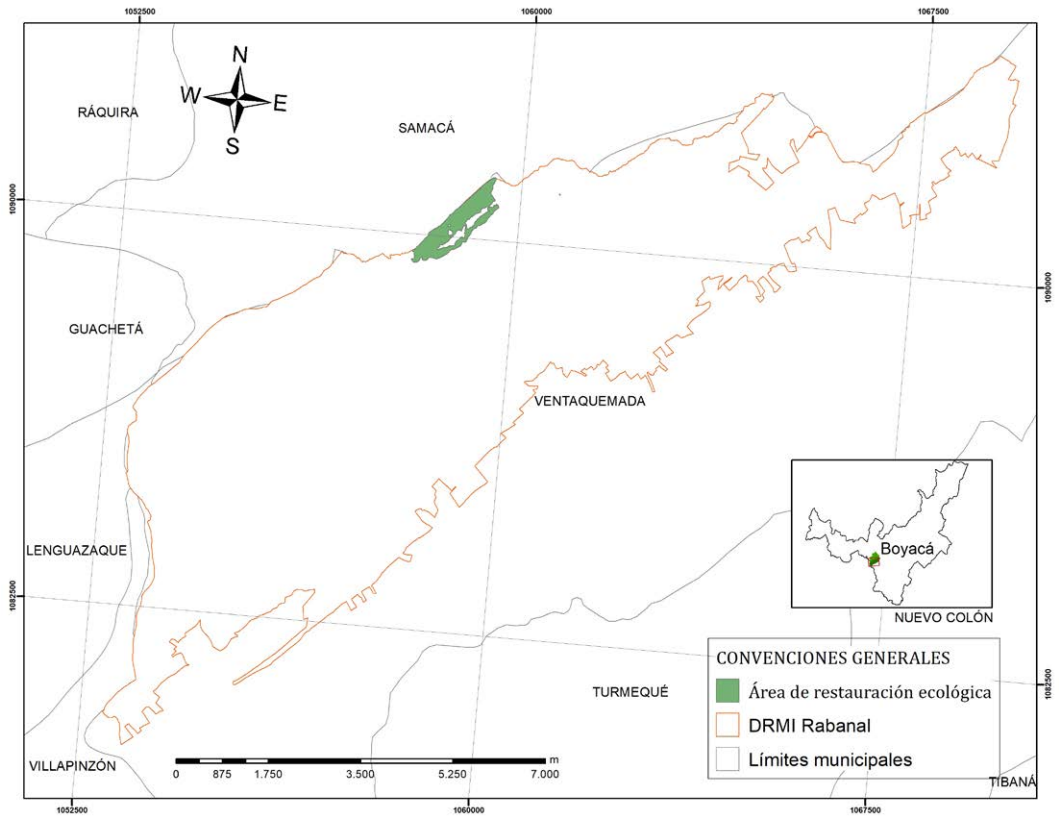 1052500
1060000
1067500
N
W
E
S
RÁQUIRA
SAMACÁ
1090000
1090000
GUACHETÁ
VENTAQUEMADA
LENGUAZAQUE
Boyacá
1082500
NUEVO COLÓN
CONVENCIONES GENERALES
Área de restauración ecológica
DRMI Rabanal
Límites municipales
TURMEQUÉ
1082500
VILLAPINZÓN
m
0 875 1.750 3.500 5.250 7.000
TIBANÁ
1052500
1060000
1067500